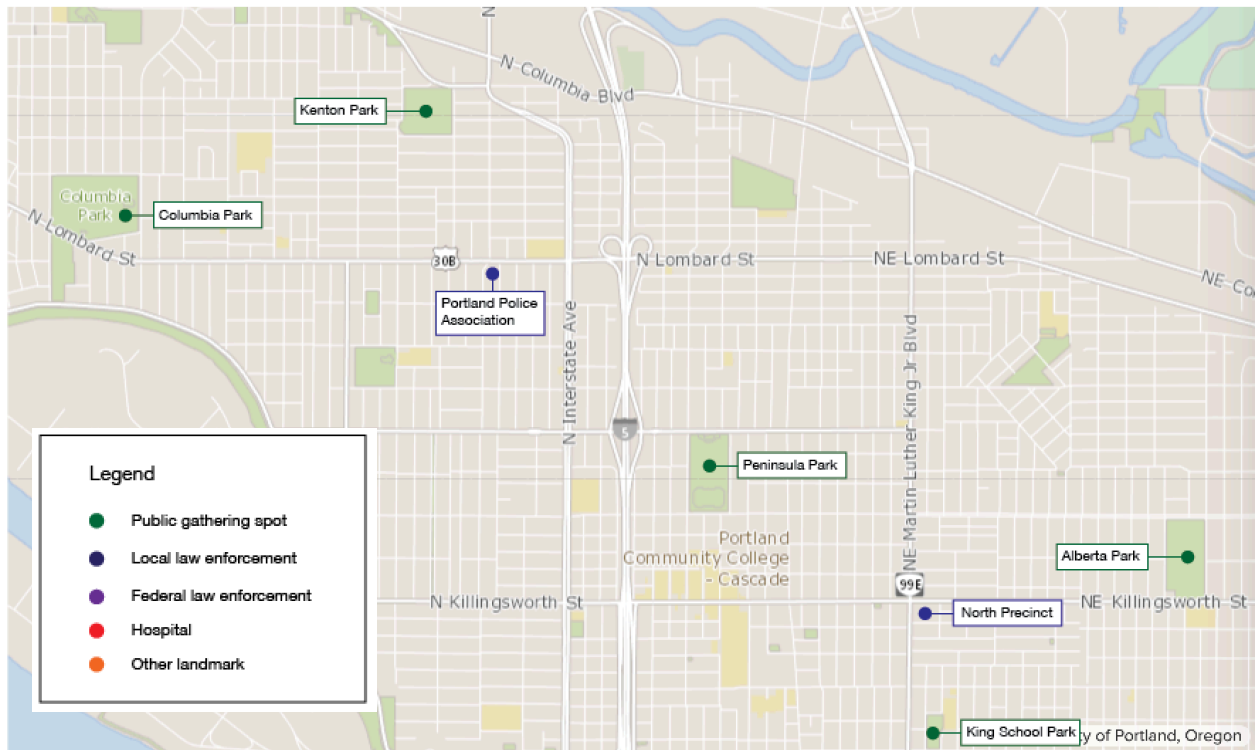 N
N Columbia Blvd
Kenton Park
Columbia
Park
Columbia Park
N Lombard St
30B
N Lombard St
NE Lombard St
NE Co
Portland Police
Association
N Interstate Ave
NE Martin Luther King Jr Blvd
5
Legend
Public gathering spot
Local law enforcement
Federal law enforcement
Hospital
Other landmark
Peninsula Park
Portland
Community College
- Cascade
Alberta Park
99E
N Killingsworth St
NE Killingsworth St
North Precinct
King School Park
y of Portland, Oregon